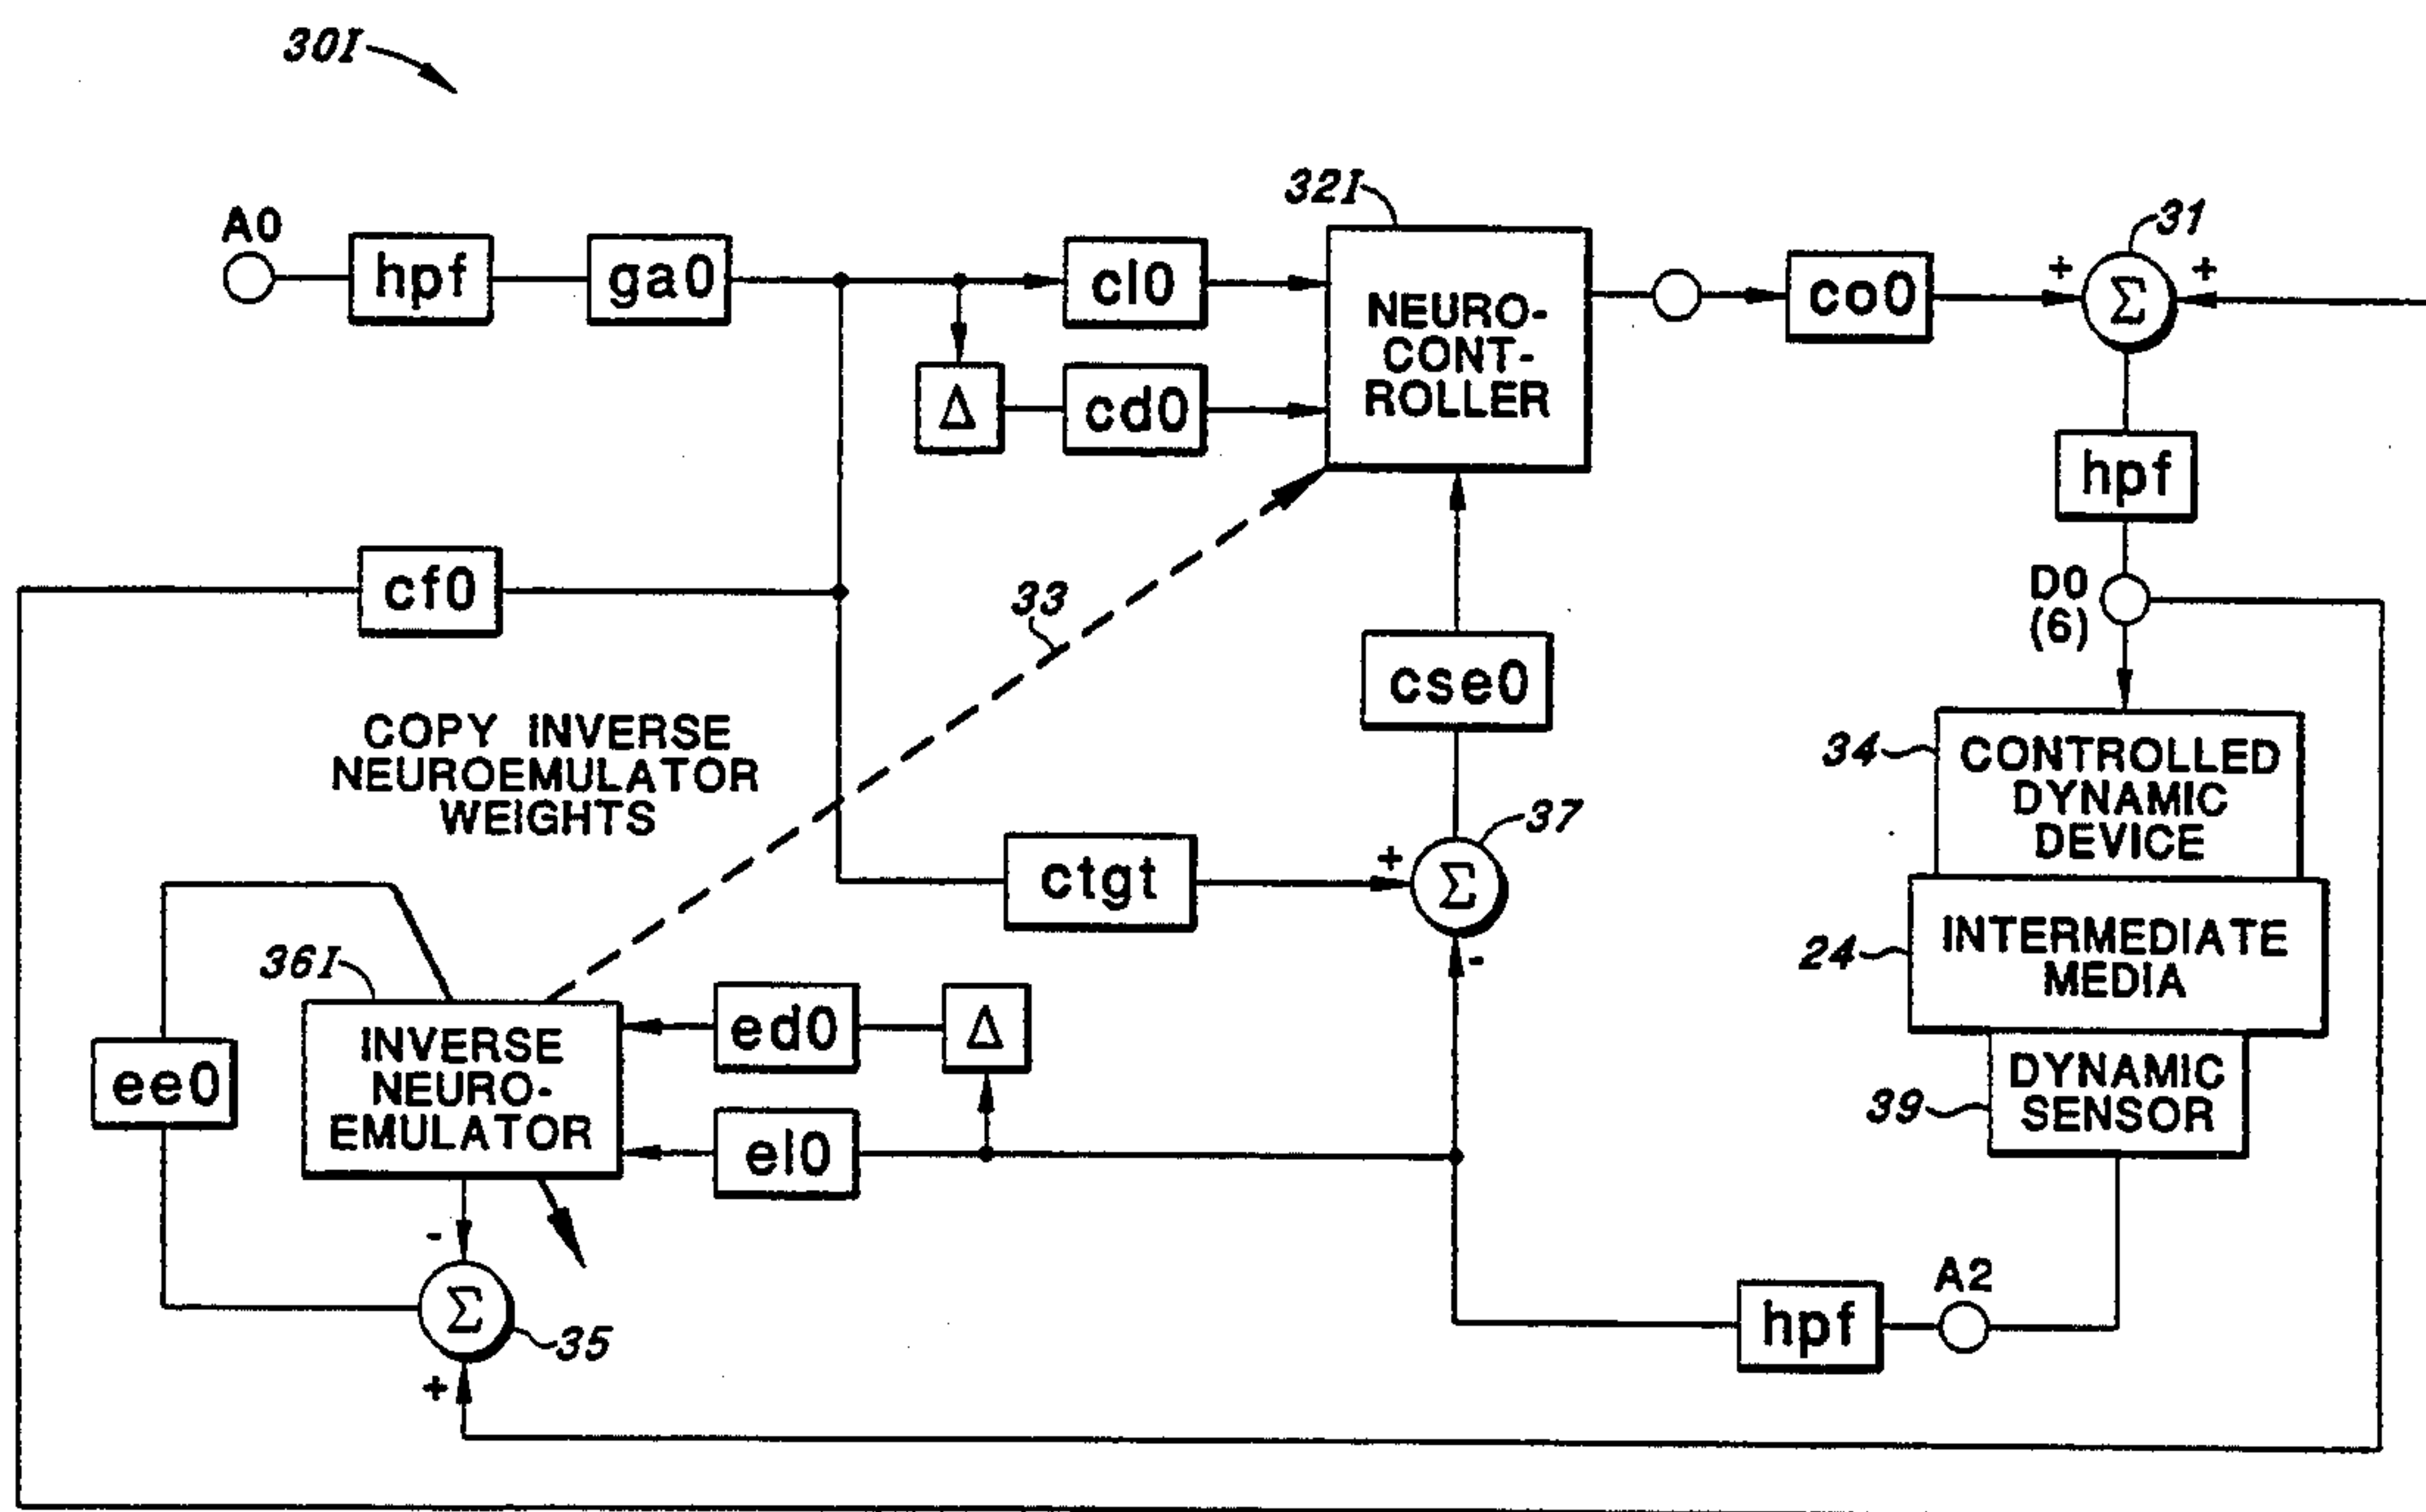 30I
32I
31
A0
hpf
ga0
cl0
NEURO-
CONT-
ROLLER
co0
+
Σ
+
Δ
cd0
hpf
cf0
33
D0
(6)
cse0
COPY INVERSE
NEUROEMULATOR
WEIGHTS
34
CONTROLLED
DYNAMIC
DEVICE
ctgt
+
Σ
37
-
24
INTERMEDIATE
MEDIA
36I
ee0
INVERSE
NEURO-
EMULATOR
ed0
Δ
el0
39
DYNAMIC
SENSOR
-
Σ
35
+
hpf
A2